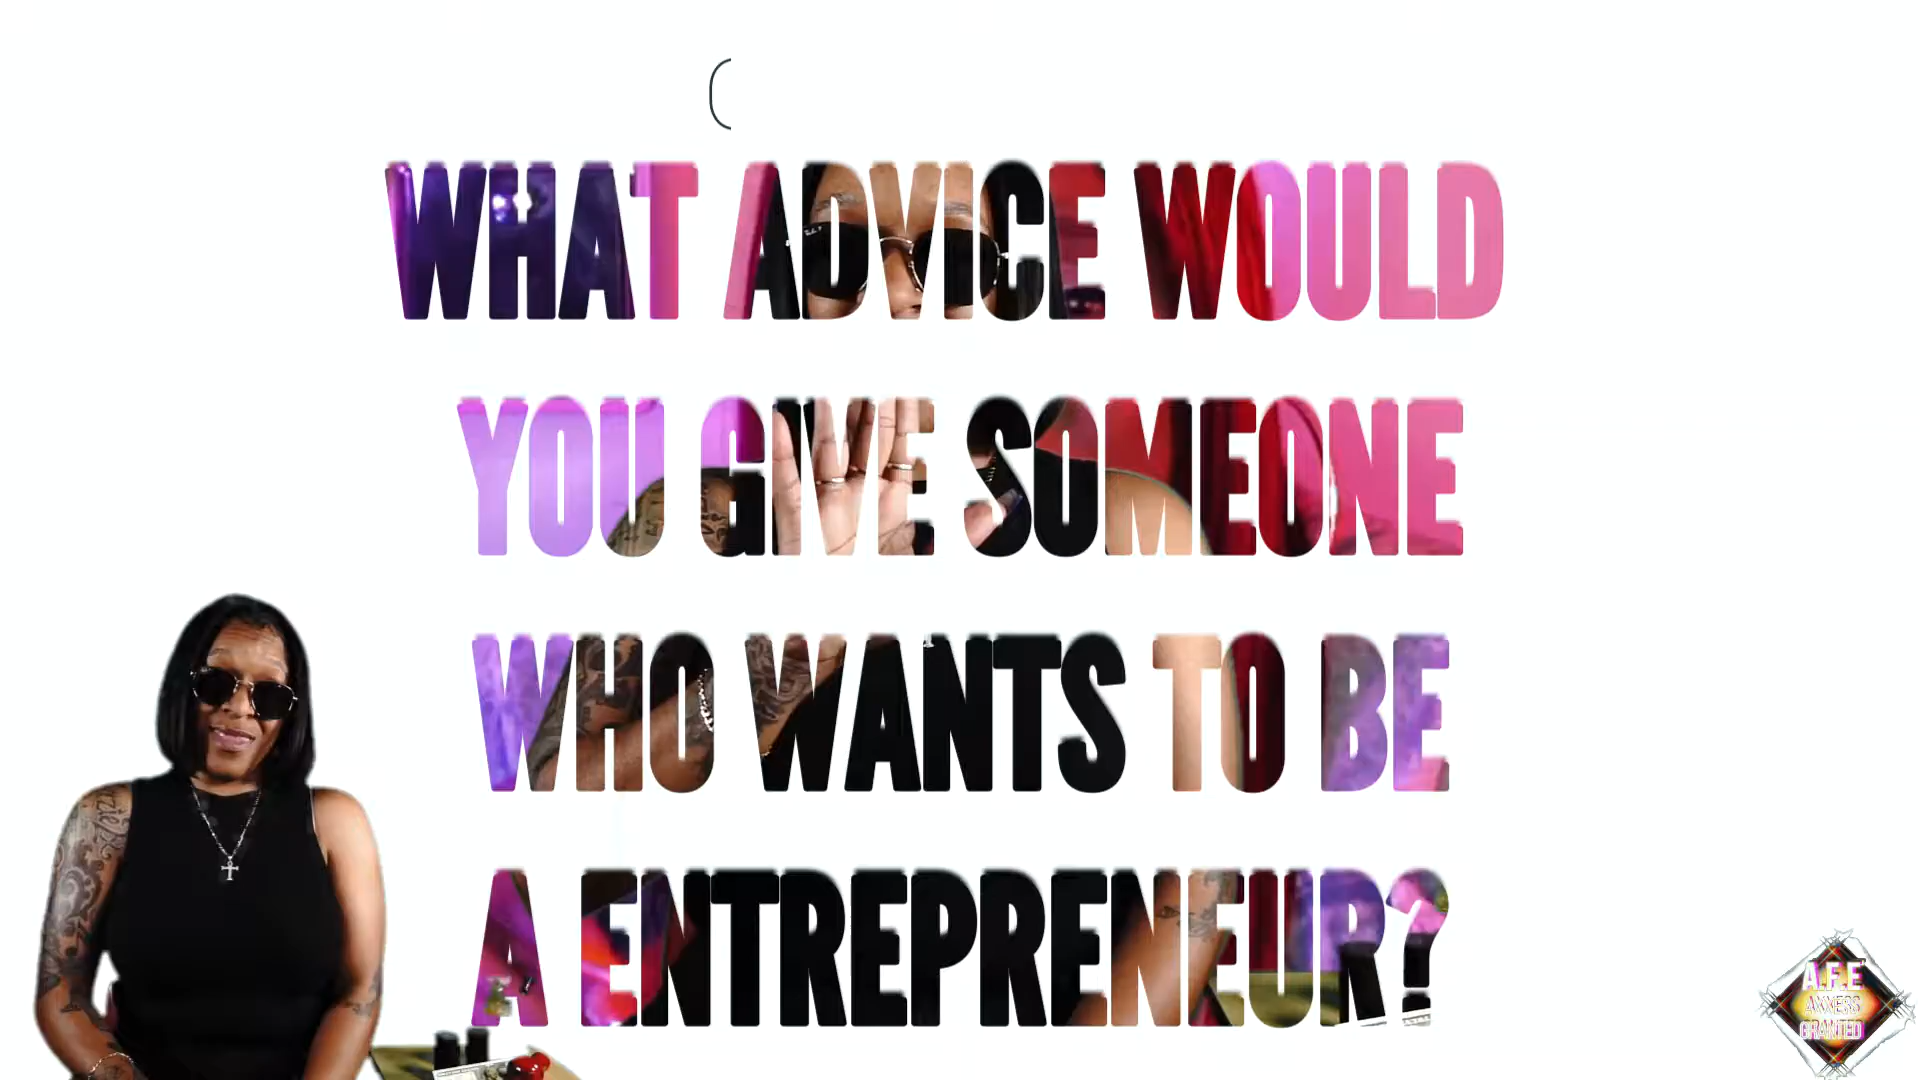 WHAT ADVICE WOULD
YOU GIVE SOMEONE
WHO WANTS TO BE
A ENTREPRENEUR?
A.F.E
AXXESS
GRANTED